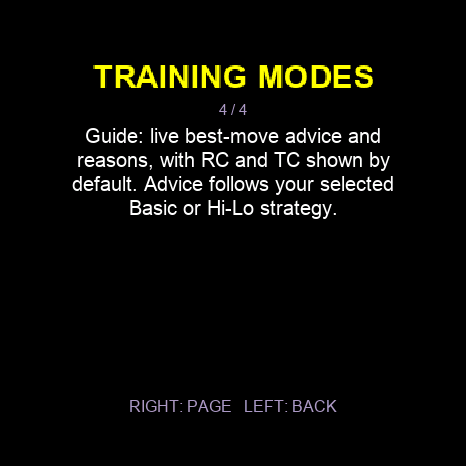 TRAINING MODES
4 / 4
Guide: live best-move advice and
reasons, with RC and TC shown by
default. Advice follows your selected
Basic or Hi-Lo strategy.
RIGHT: PAGE   LEFT: BACK